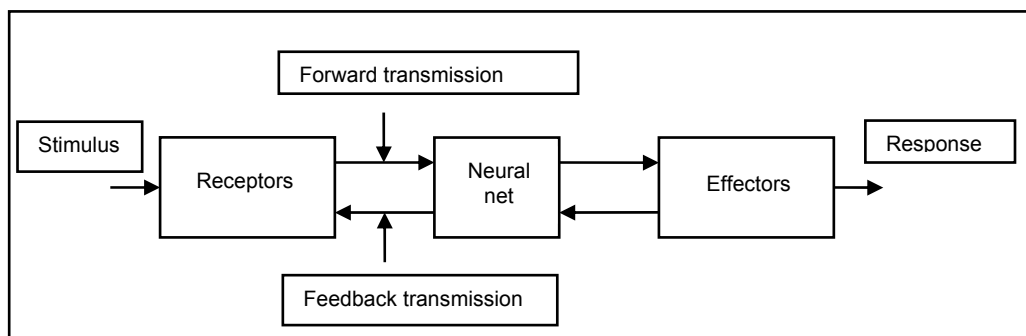 Forward transmission
Stimulus
Receptors
Neural
net
Effectors
Response
Feedback transmission